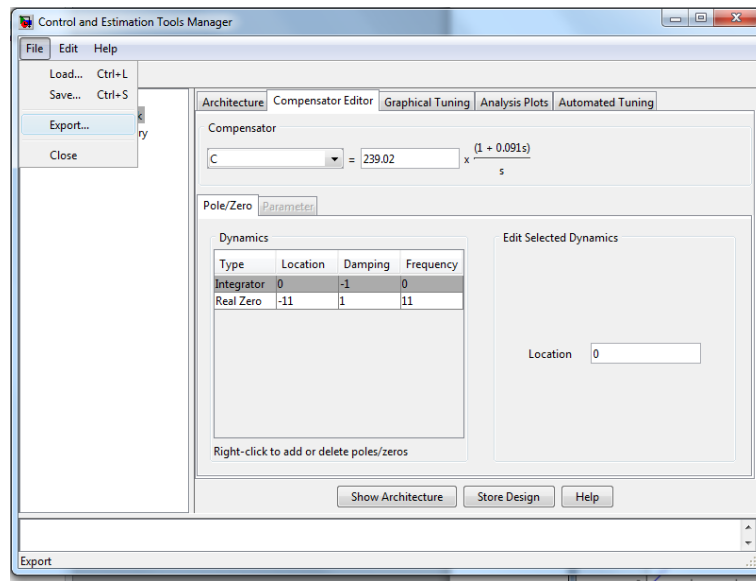 Control and Estimation Tools Manager
File Edit Help
Load... Ctrl+L
Save... Ctrl+S
Export...
Close
Architecture Compensator Editor Graphical Tuning Analysis Plots Automated Tuning
Compensator
C = 239.02 x (1 + 0.091s)
s
Pole/Zero Parameter
Dynamics
Type Location Damping Frequency
Integrator 0 -1 0
Real Zero -11 1 11
Right-click to add or delete poles/zeros
Edit Selected Dynamics
Location 0
Show Architecture Store Design Help
Export